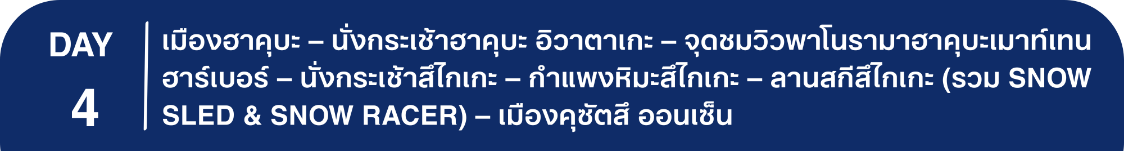 DAY
4
เมืองฮาคุบะ – นั่งกระเช้าฮาคุบะ อิวาตาเกะ – จุดชมวิวพาโนรามาฮาคุบะเมาท์เทน
ฮาร์เบอร์ – นั่งกระเช้าสึไกเกะ – กำแพงหิมะสึไกเกะ – ลานสกีสึไกเกะ (รวม SNOW
SLED & SNOW RACER) – เมืองคุซัตสึ ออนเซ็น